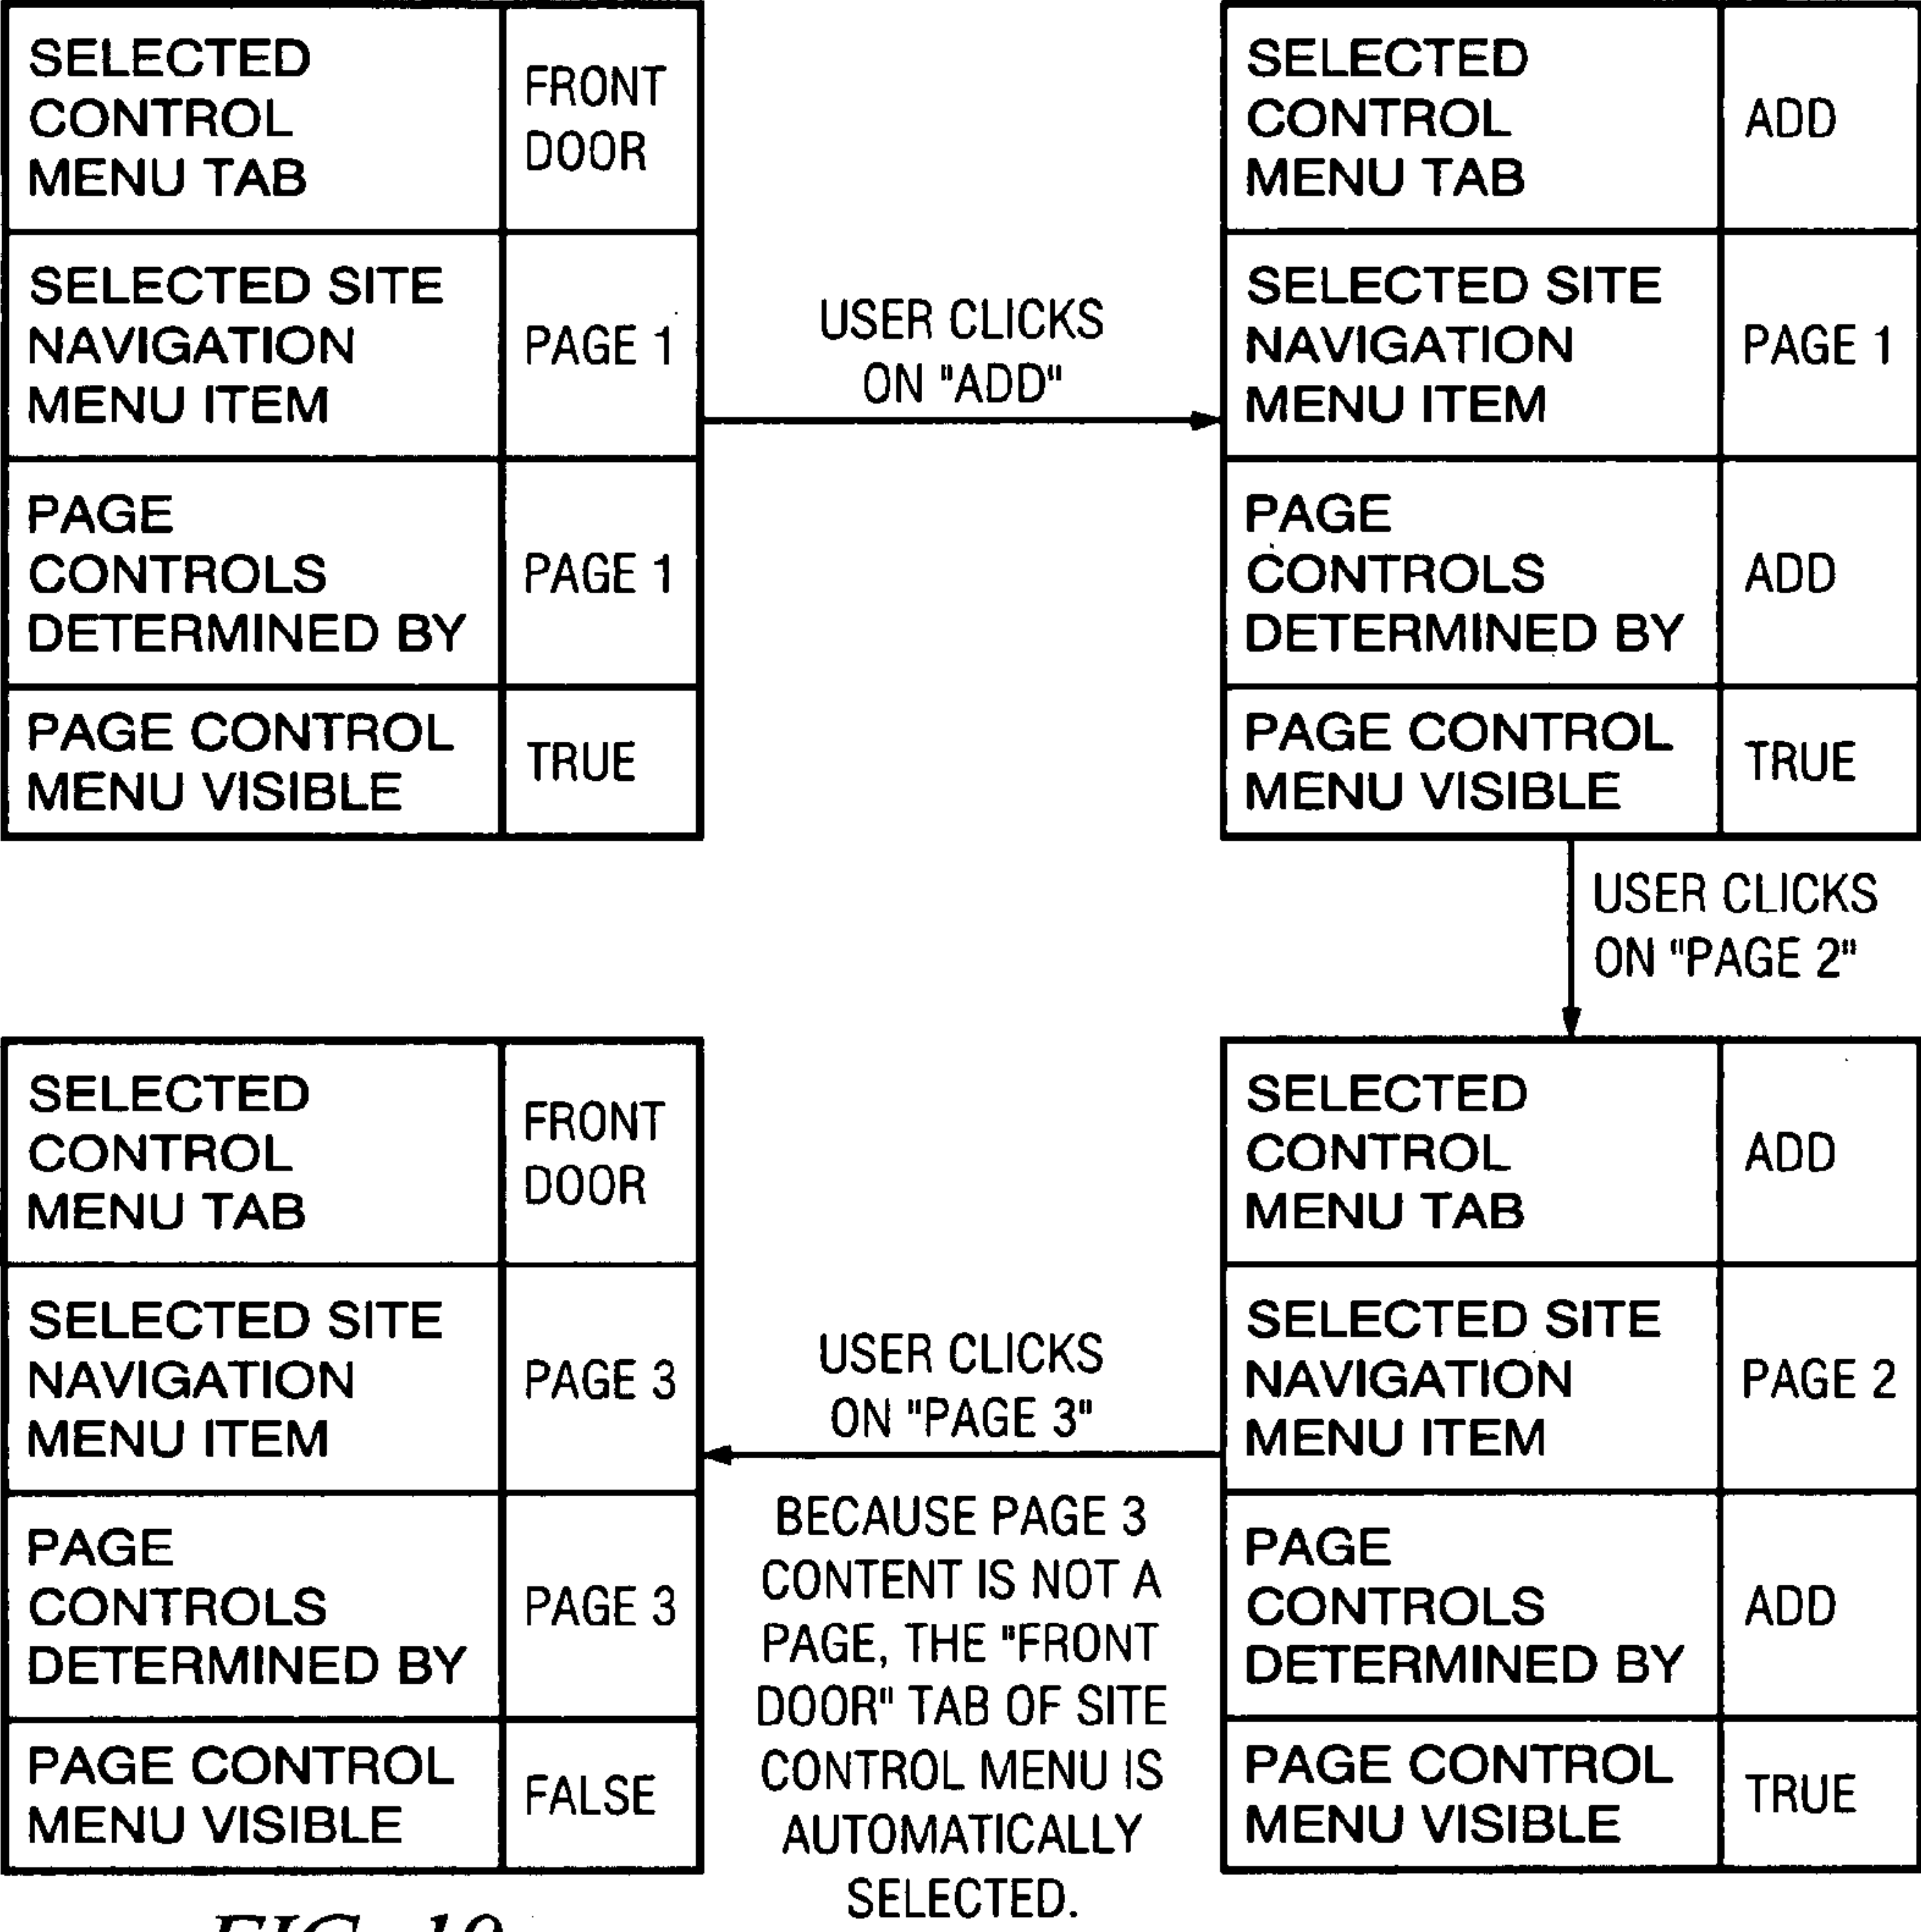 SELECTED
CONTROL
MENU TAB
FRONT
DOOR
SELECTED SITE
NAVIGATION
MENU ITEM
PAGE 1
PAGE
CONTROLS
DETERMINED BY
PAGE 1
PAGE CONTROL
MENU VISIBLE
TRUE
USER CLICKS
ON "ADD"
SELECTED
CONTROL
MENU TAB
ADD
SELECTED SITE
NAVIGATION
MENU ITEM
PAGE 1
PAGE
CONTROLS
DETERMINED BY
ADD
PAGE CONTROL
MENU VISIBLE
TRUE
USER CLICKS
ON "PAGE 2"
SELECTED
CONTROL
MENU TAB
ADD
SELECTED SITE
NAVIGATION
MENU ITEM
PAGE 2
PAGE
CONTROLS
DETERMINED BY
ADD
PAGE CONTROL
MENU VISIBLE
TRUE
USER CLICKS
ON "PAGE 3"
BECAUSE PAGE 3
CONTENT IS NOT A
PAGE, THE "FRONT
DOOR" TAB OF SITE
CONTROL MENU IS
AUTOMATICALLY
SELECTED.
SELECTED
CONTROL
MENU TAB
FRONT
DOOR
SELECTED SITE
NAVIGATION
MENU ITEM
PAGE 3
PAGE
CONTROLS
DETERMINED BY
PAGE 3
PAGE CONTROL
MENU VISIBLE
FALSE